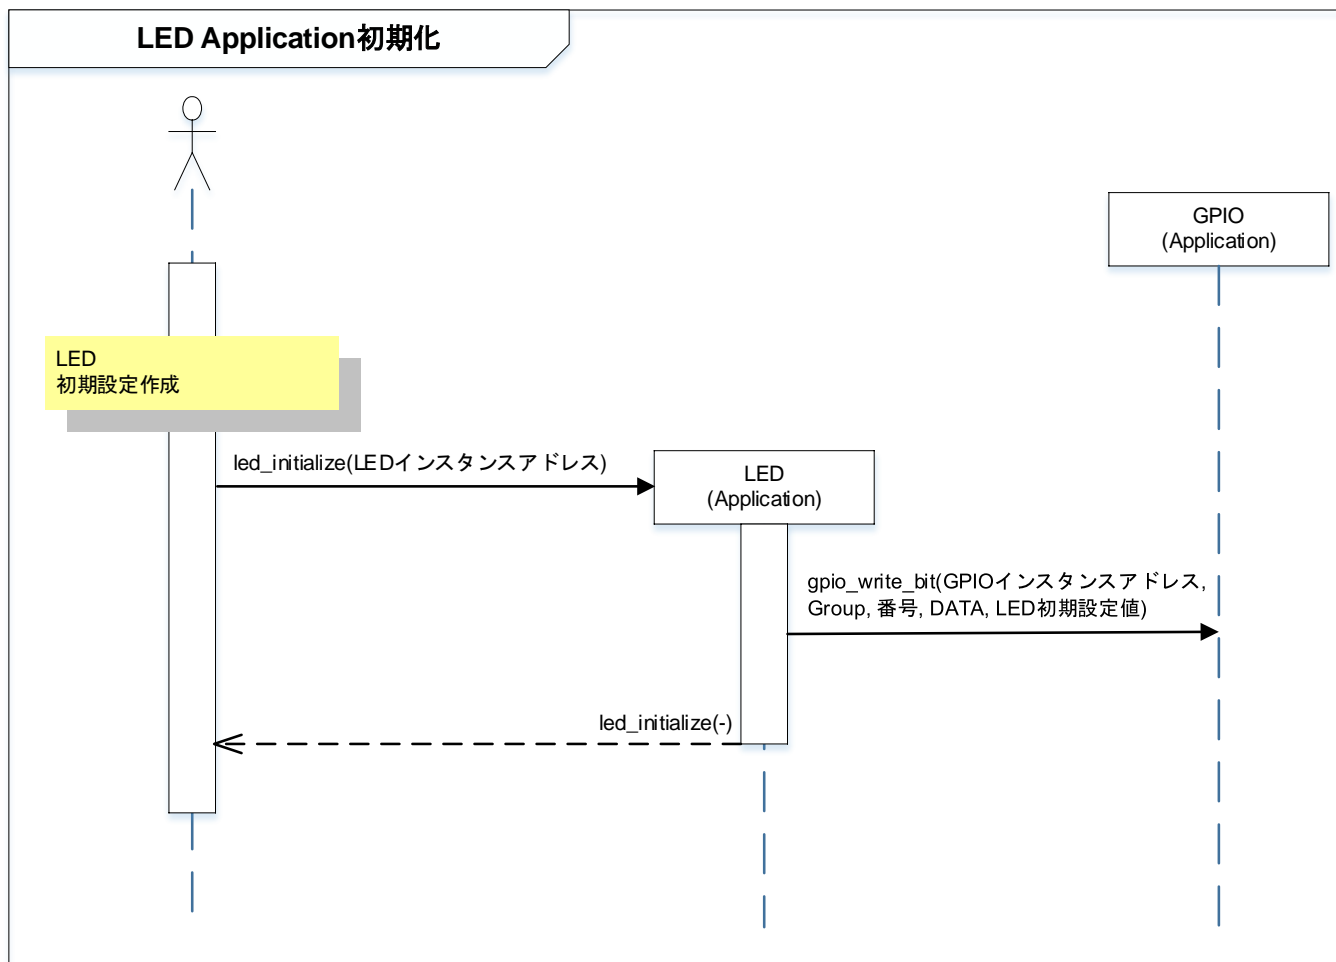 LED Application初期化
GPIO
(Application)
LED
初期設定作成
led_initialize(LEDインスタンスアドレス)
LED
(Application)
gpio_write_bit(GPIOインスタンスアドレス,
Group, 番号, DATA, LED初期設定値)
led_initialize(-)